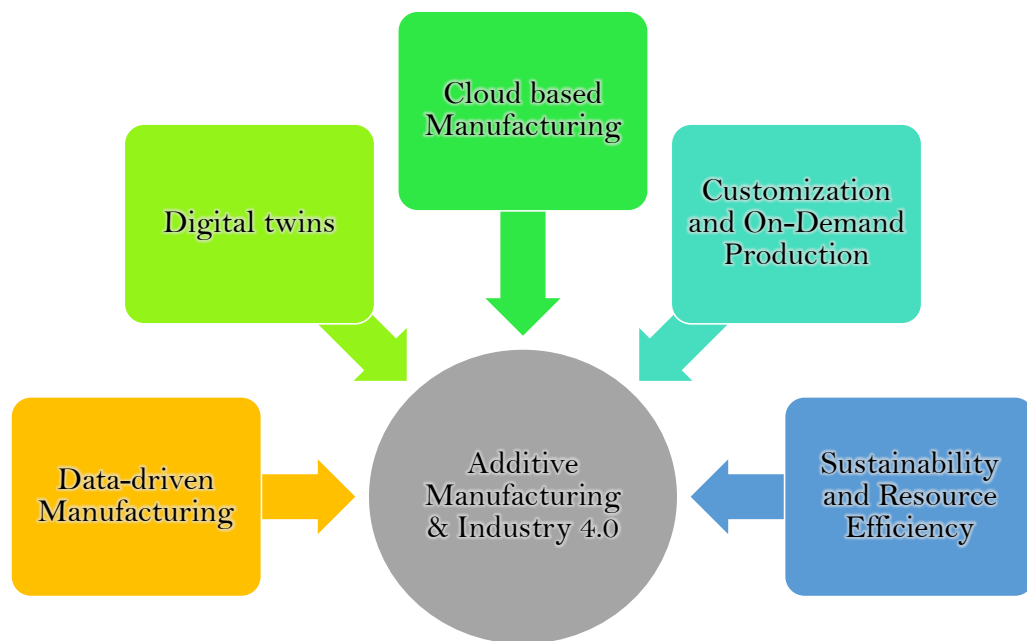 Cloud based
Manufacturing
Digital twins
Customization
and On-Demand
Production
Data-driven
Manufacturing
Additive
Manufacturing
& Industry 4.0
Sustainability
and Resource
Efficiency